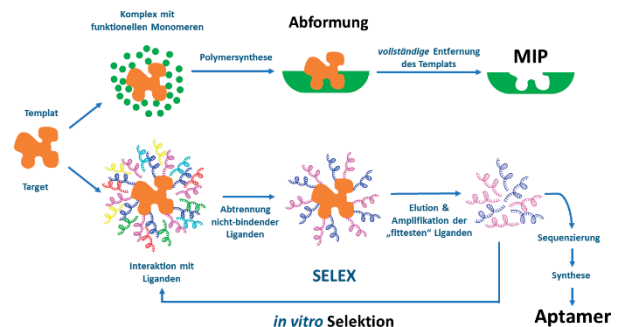 Komplex mit
funktionellen Monomeren
Abformung
Polymersynthese
vollständige Entfernung
des Templats
MIP
Templat
Target
Abtrennung
nicht-bindender
Liganden
Elution &
Amplifikation der
„fittesten“ Liganden
Sequenzierung
Interaktion mit
Liganden
SELEX
Synthese
Aptamer
in vitro Selektion